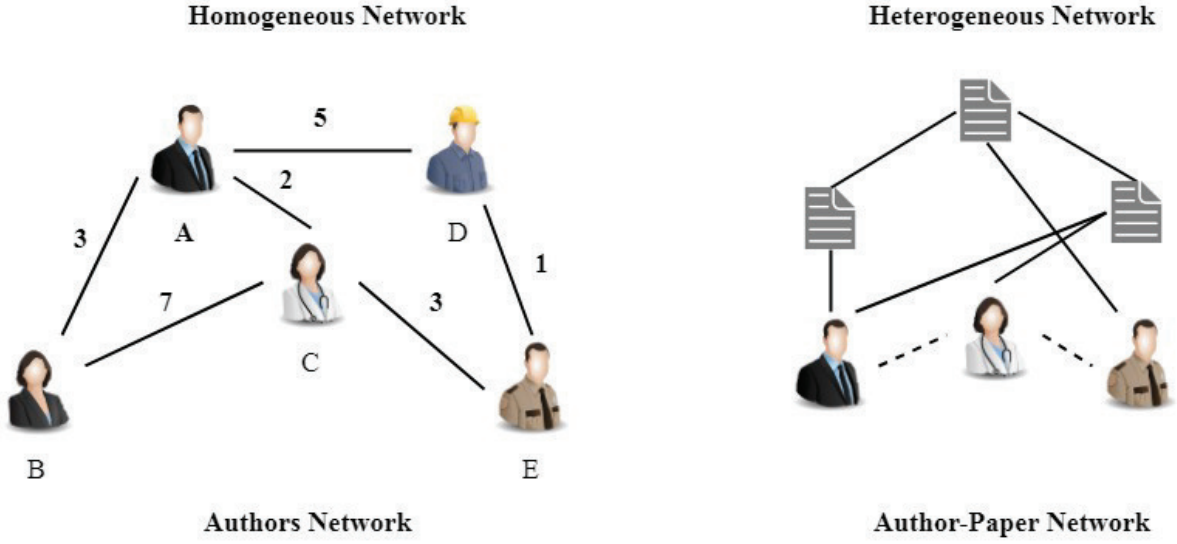 Homogeneous Network
Heterogeneous Network
5
2
A
D
3
1
7
3
C
B
E
Authors Network
Author-Paper Network